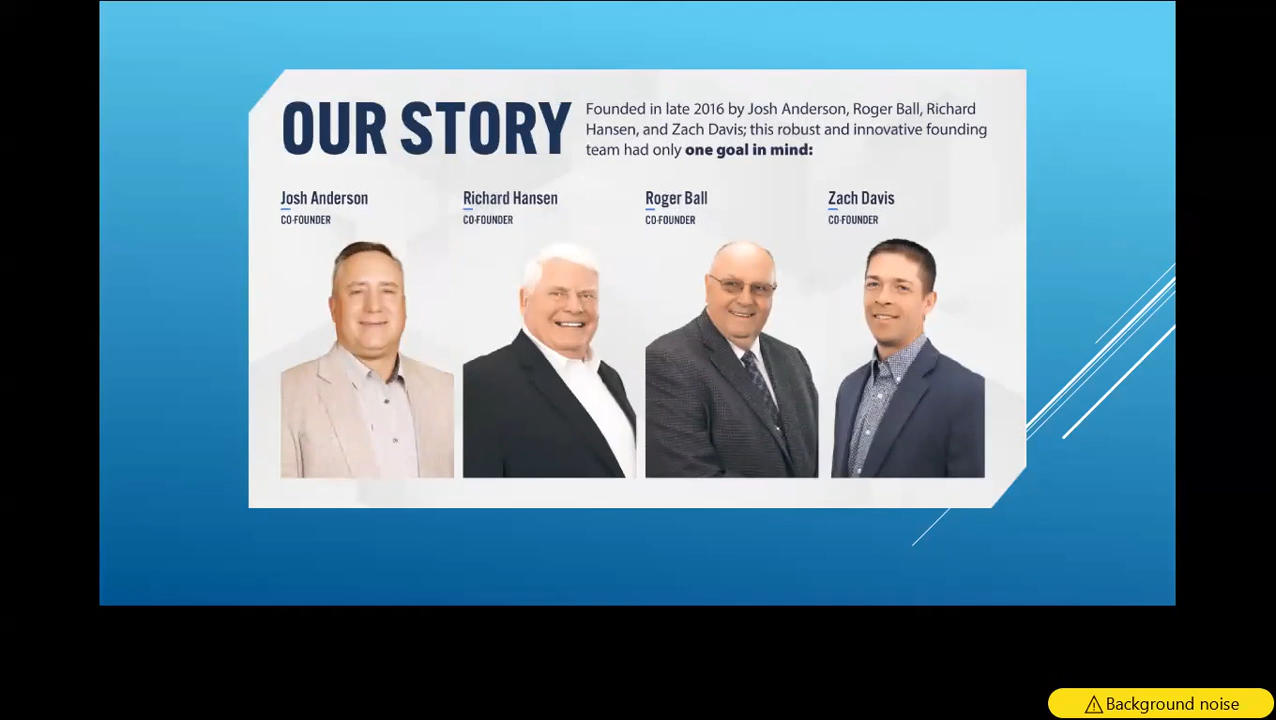 OUR STORY
Founded in late 2016 by Josh Anderson, Roger Ball, Richard
Hansen, and Zach Davis; this robust and innovative founding
team had only one goal in mind:
Josh Anderson
CO-FOUNDER
Richard Hansen
CO-FOUNDER
Roger Ball
CO-FOUNDER
Zach Davis
CO-FOUNDER
Background noise